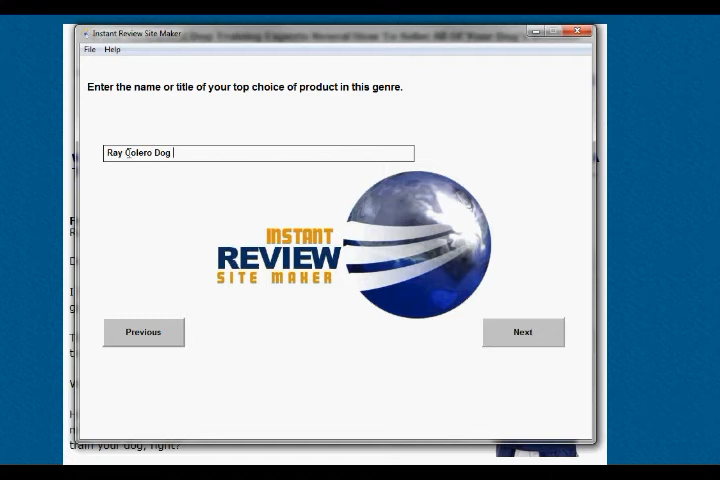 Instant Review Site Maker
File Help
Enter the name or title of your top choice of product in this genre.
Ray Colero Dog
INSTANT
REVIEW
SITE MAKER
Previous
Next
train your dog, right?